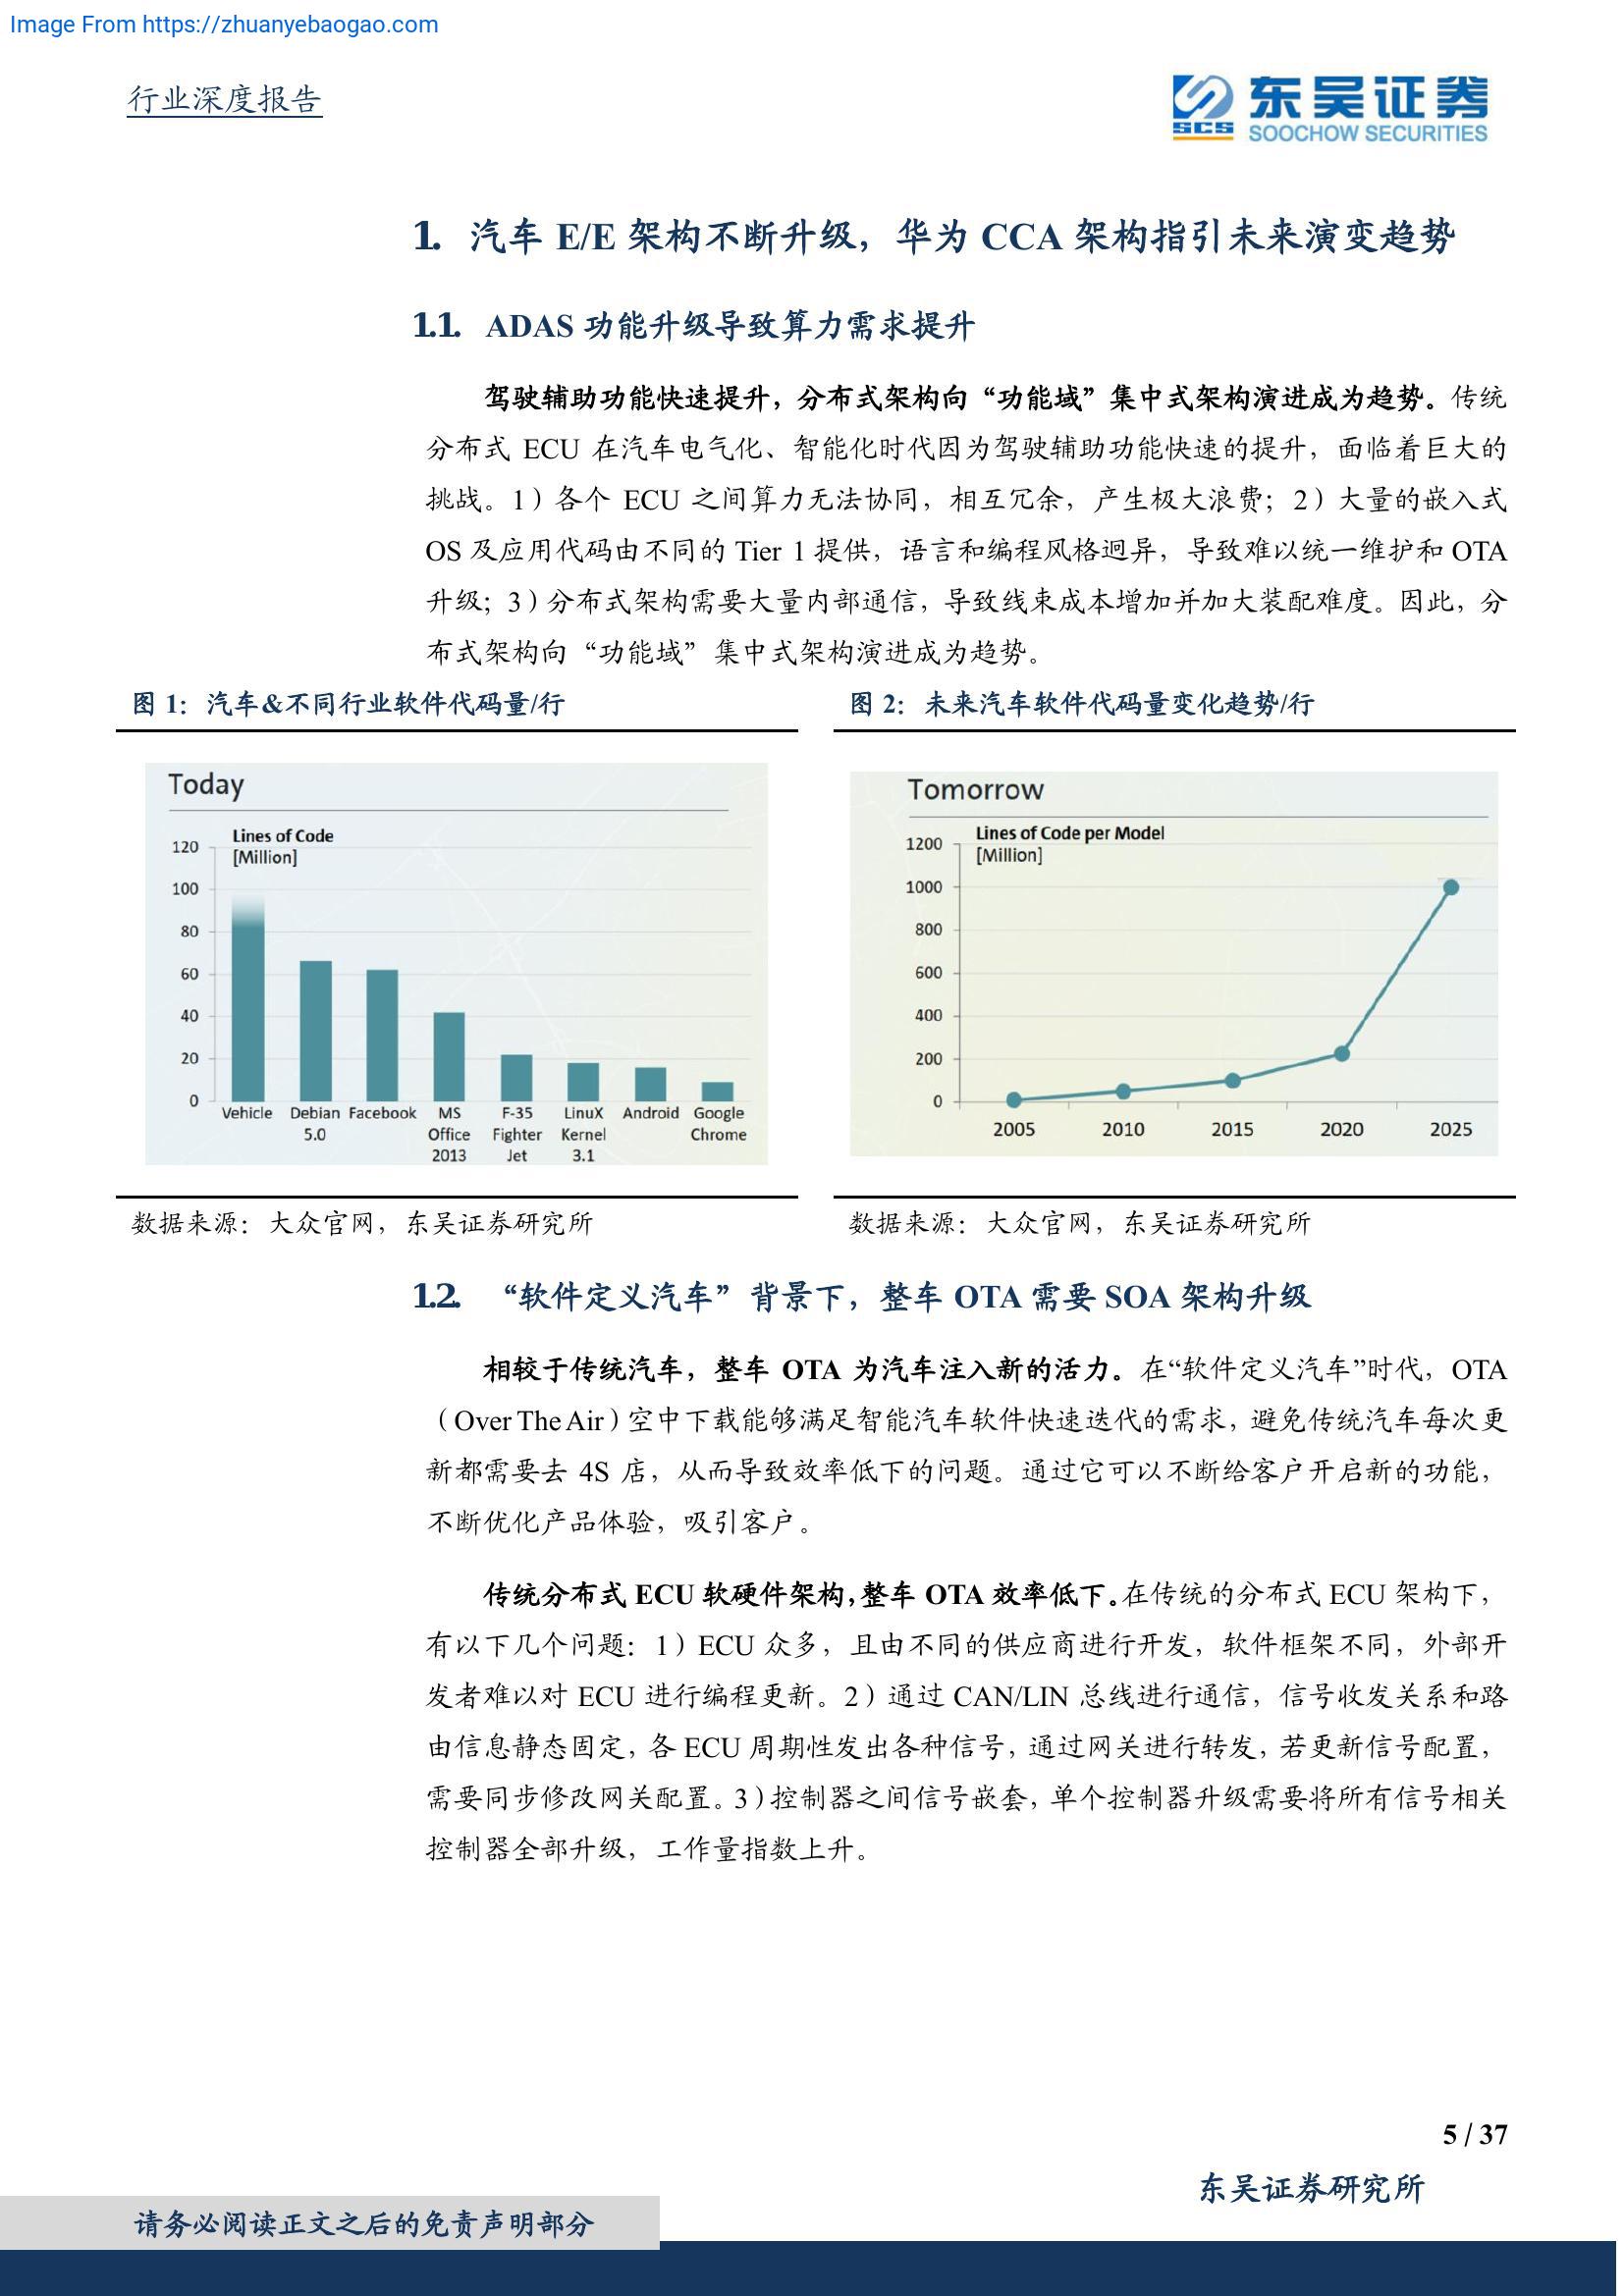 Image From https://zhuanyebaogao.com
行业深度报告
SCS
东吴证券
SOOCHOW SECURITIES
1. 汽车 E/E 架构不断升级，华为 CCA 架构指引未来演变趋势
1.1. ADAS 功能升级导致算力需求提升
驾驶辅助功能快速提升，分布式架构向“功能域”集中式架构演进成为趋势。传统
分布式 ECU 在汽车电气化、智能化时代因为驾驶辅助功能快速的提升，面临着巨大的
挑战。1）各个 ECU 之间算力无法协同，相互冗余，产生极大浪费；2）大量的嵌入式
OS 及应用代码由不同的 Tier 1 提供，语言和编程风格迥异，导致难以统一维护和 OTA
升级；3）分布式架构需要大量内部通信，导致线束成本增加并加大装配难度。因此，分
布式架构向“功能域”集中式架构演进成为趋势。
图 1：汽车&不同行业软件代码量/行
Today
Lines of Code
[Million]
120
100
80
60
40
20
0
Vehicle Debian Facebook MS F-35 LinuX Android Google
5.0 Office Fighter Kernel Chrome
2013 Jet 3.1
数据来源：大众官网，东吴证券研究所
图 2：未来汽车软件代码量变化趋势/行
Tomorrow
Lines of Code per Model
[Million]
1200
1000
800
600
400
200
0
2005 2010 2015 2020 2025
数据来源：大众官网，东吴证券研究所
1.2. “软件定义汽车”背景下，整车 OTA 需要 SOA 架构升级
相较于传统汽车，整车 OTA 为汽车注入新的活力。在“软件定义汽车”时代，OTA
（Over The Air）空中下载能够满足智能汽车软件快速迭代的需求，避免传统汽车每次更
新都需要去 4S 店，从而导致效率低下的问题。通过它可以不断给客户开启新的功能，
不断优化产品体验，吸引客户。
传统分布式 ECU 软硬件架构，整车 OTA 效率低下。在传统的分布式 ECU 架构下，
有以下几个问题：1）ECU 众多，且由不同的供应商进行开发，软件框架不同，外部开
发者难以对 ECU 进行编程更新。2）通过 CAN/LIN 总线进行通信，信号收发关系和路
由信息静态固定，各 ECU 周期性发出各种信号，通过网关进行转发，若更新信号配置，
需要同步修改网关配置。3）控制器之间信号嵌套，单个控制器升级需要将所有信号相关
控制器全部升级，工作量指数上升。
5 / 37
东吴证券研究所
请务必阅读正文之后的免责声明部分